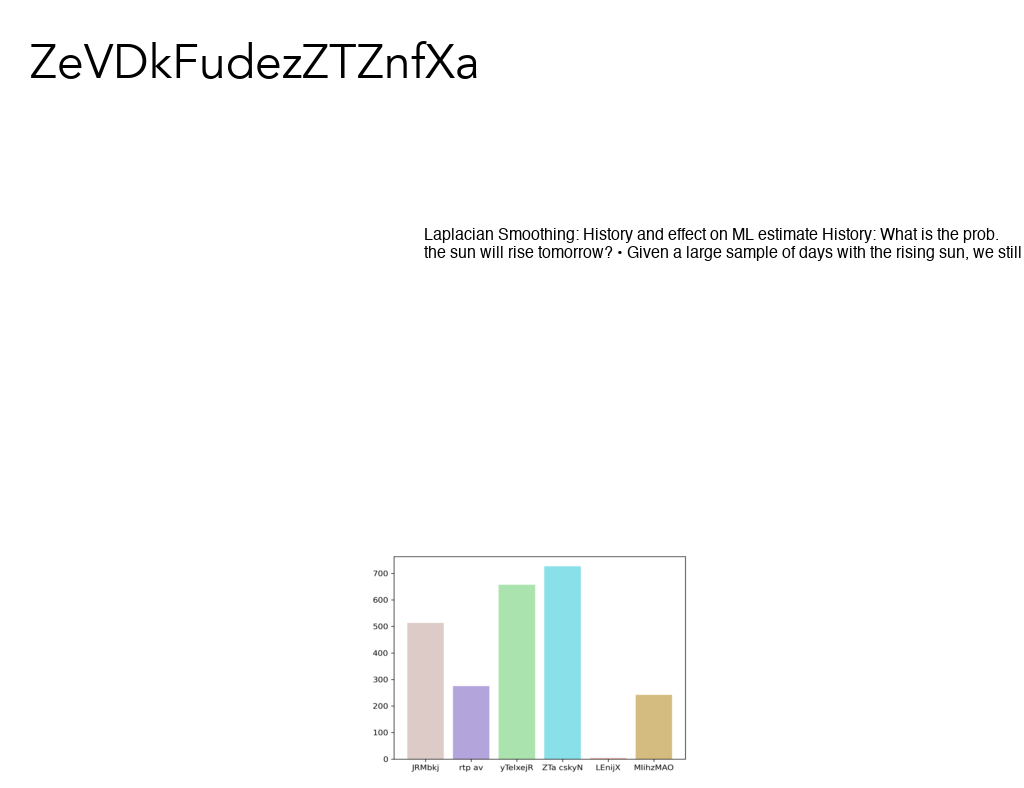 ZeVDkFudezZTZnfXa
Laplacian Smoothing: History and effect on ML estimate History: What is the prob.
the sun will rise tomorrow? • Given a large sample of days with the rising sun, we still
700
600
500
400
300
200
100
0
JRMbkj rtp av yTelxejR ZTa cskyN LEnijX MlihzMAO